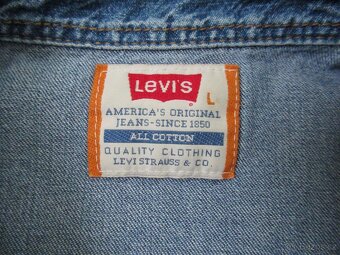 Levi's
L
AMERICA'S ORIGINAL
JEANS-SINCE 1850
ALL COTTON
QUALITY CLOTHING
LEVI STRAUSS & CO.